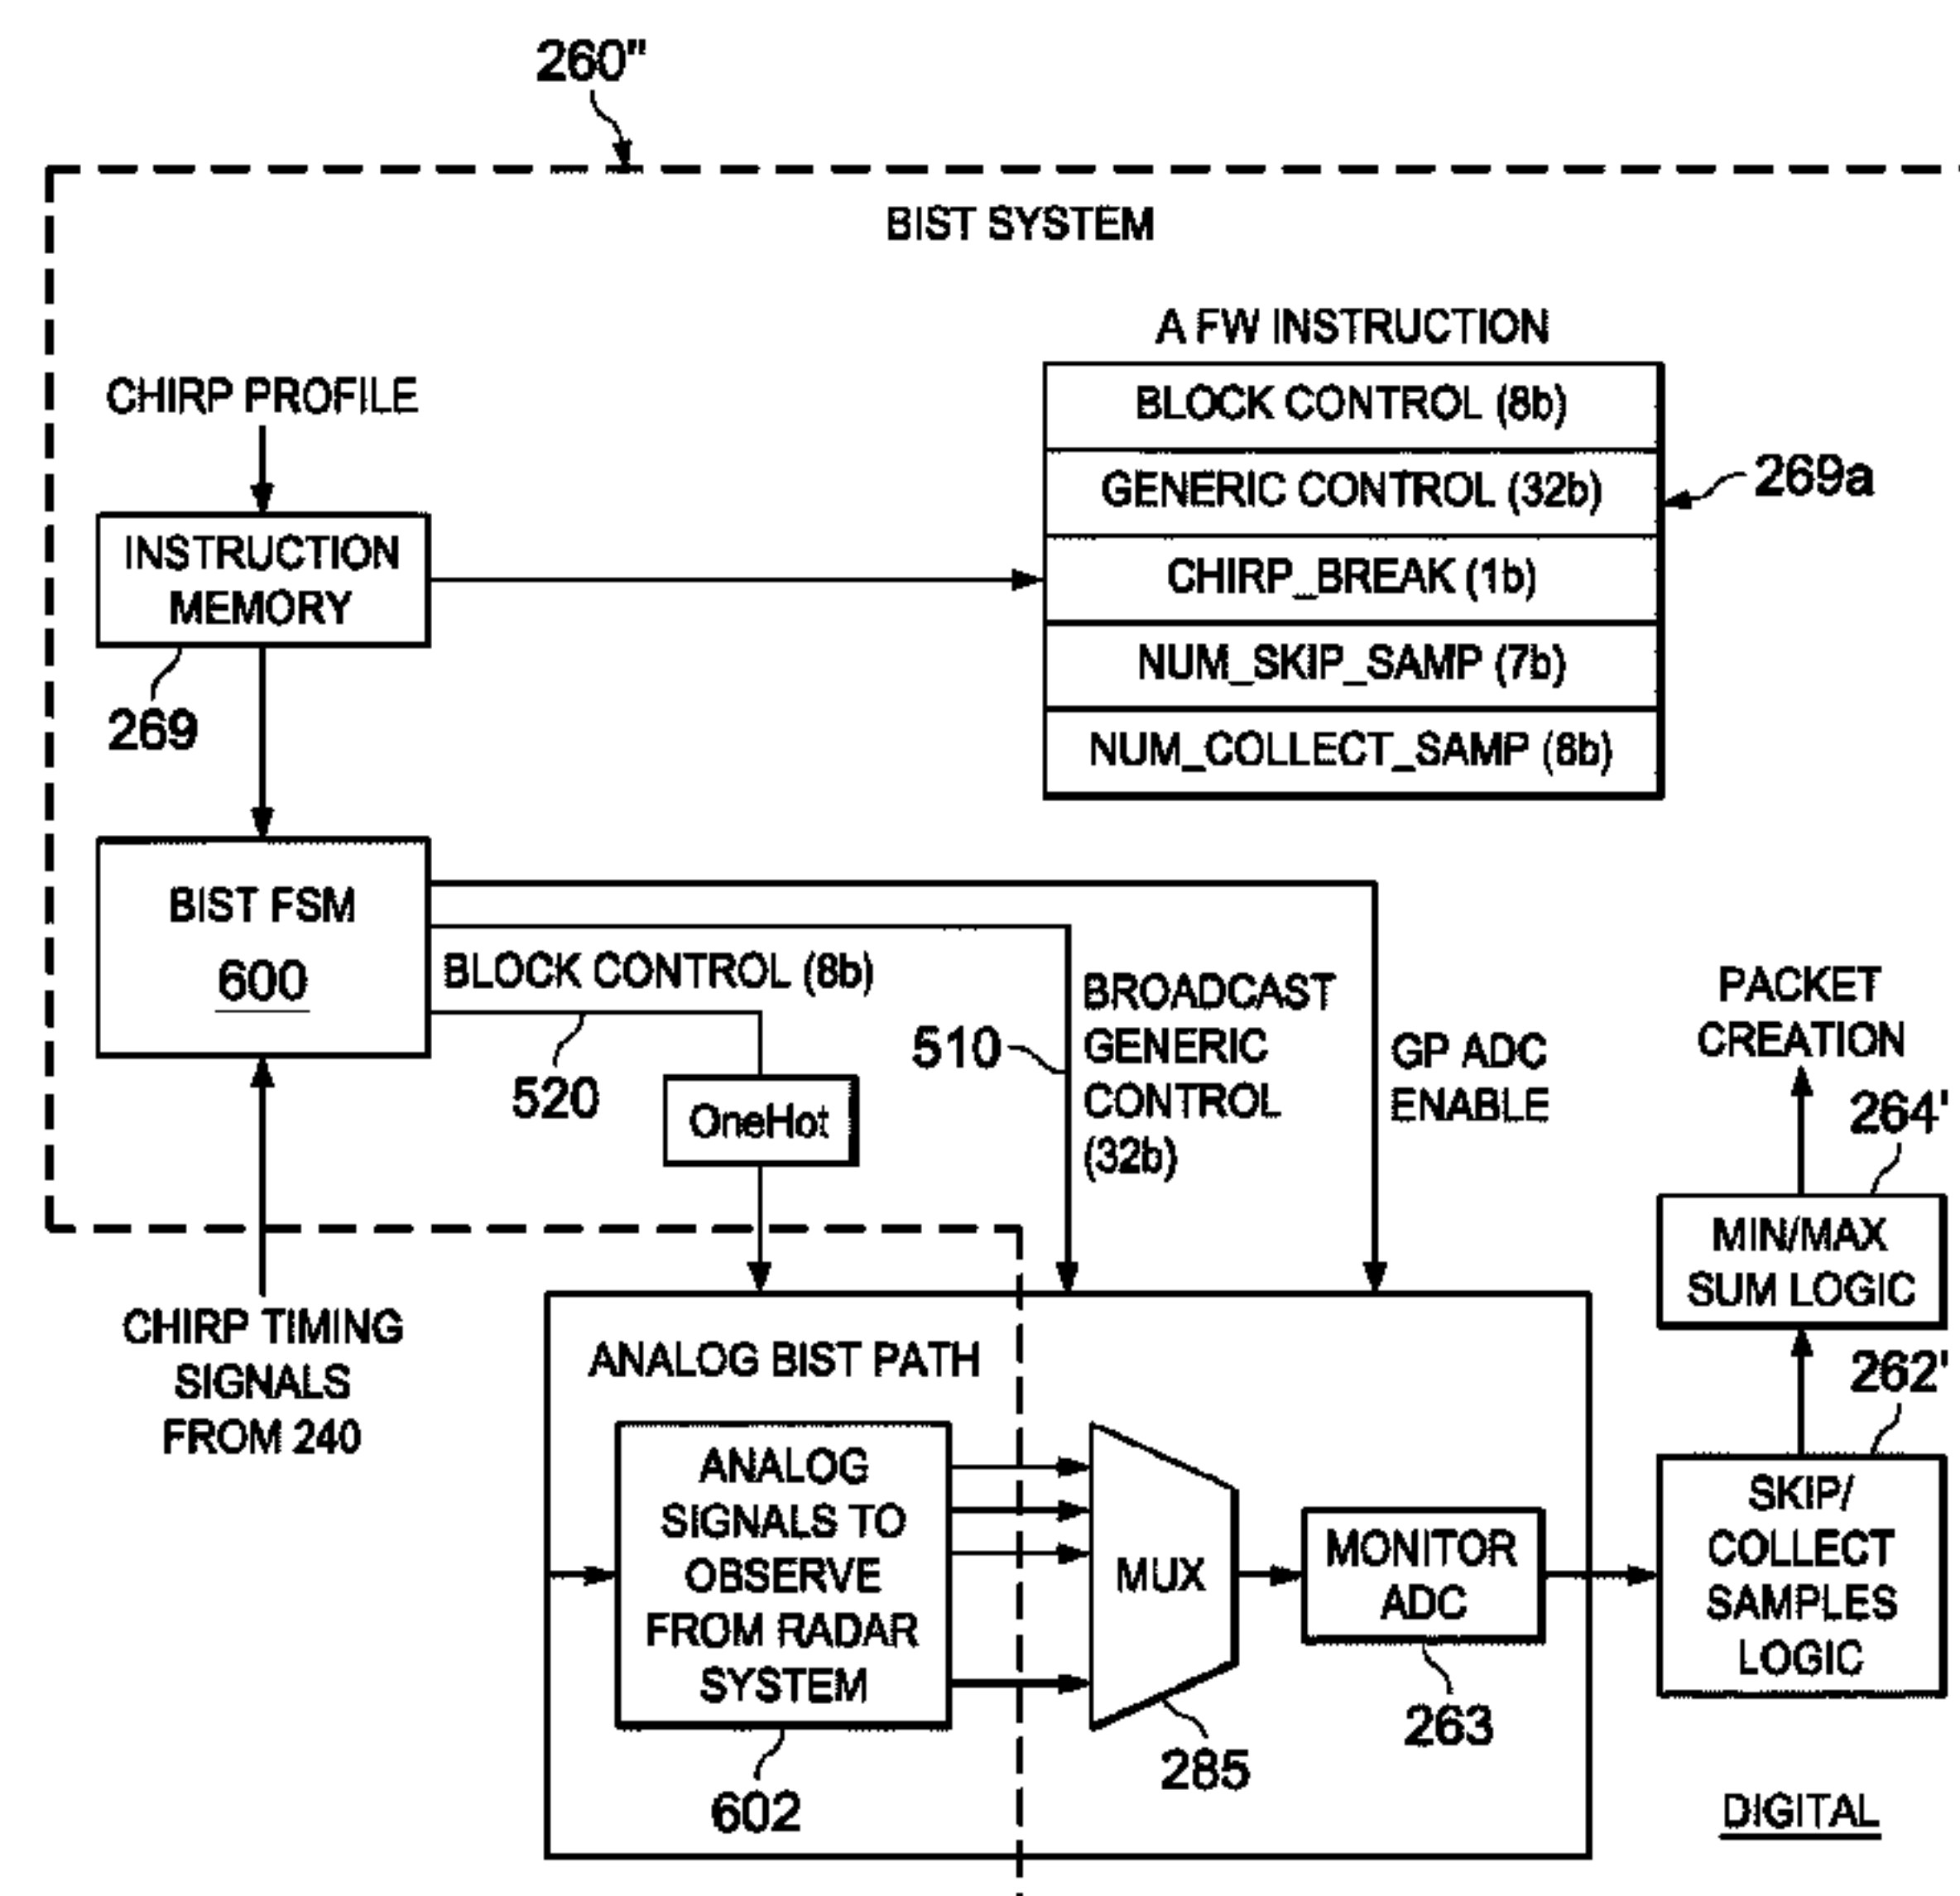 260"
BIST SYSTEM
A FW INSTRUCTION
CHIRP PROFILE
BLOCK CONTROL (8b)
GENERIC CONTROL (32b)
269a
INSTRUCTION
MEMORY
CHIRP_BREAK (1b)
NUM_SKIP_SAMP (7b)
269
NUM_COLLECT_SAMP (8b)
BIST FSM
600
BLOCK CONTROL (8b)
520
OneHot
510
BROADCAST
GENERIC
CONTROL
(32b)
GP ADC
ENABLE
PACKET
CREATION
264'
MIN/MAX
SUM LOGIC
262'
CHIRP TIMING
SIGNALS
FROM 240
ANALOG BIST PATH
ANALOG
SIGNALS TO
OBSERVE
FROM RADAR
SYSTEM
602
MUX
285
MONITOR
ADC
263
SKIP/
COLLECT
SAMPLES
LOGIC
DIGITAL